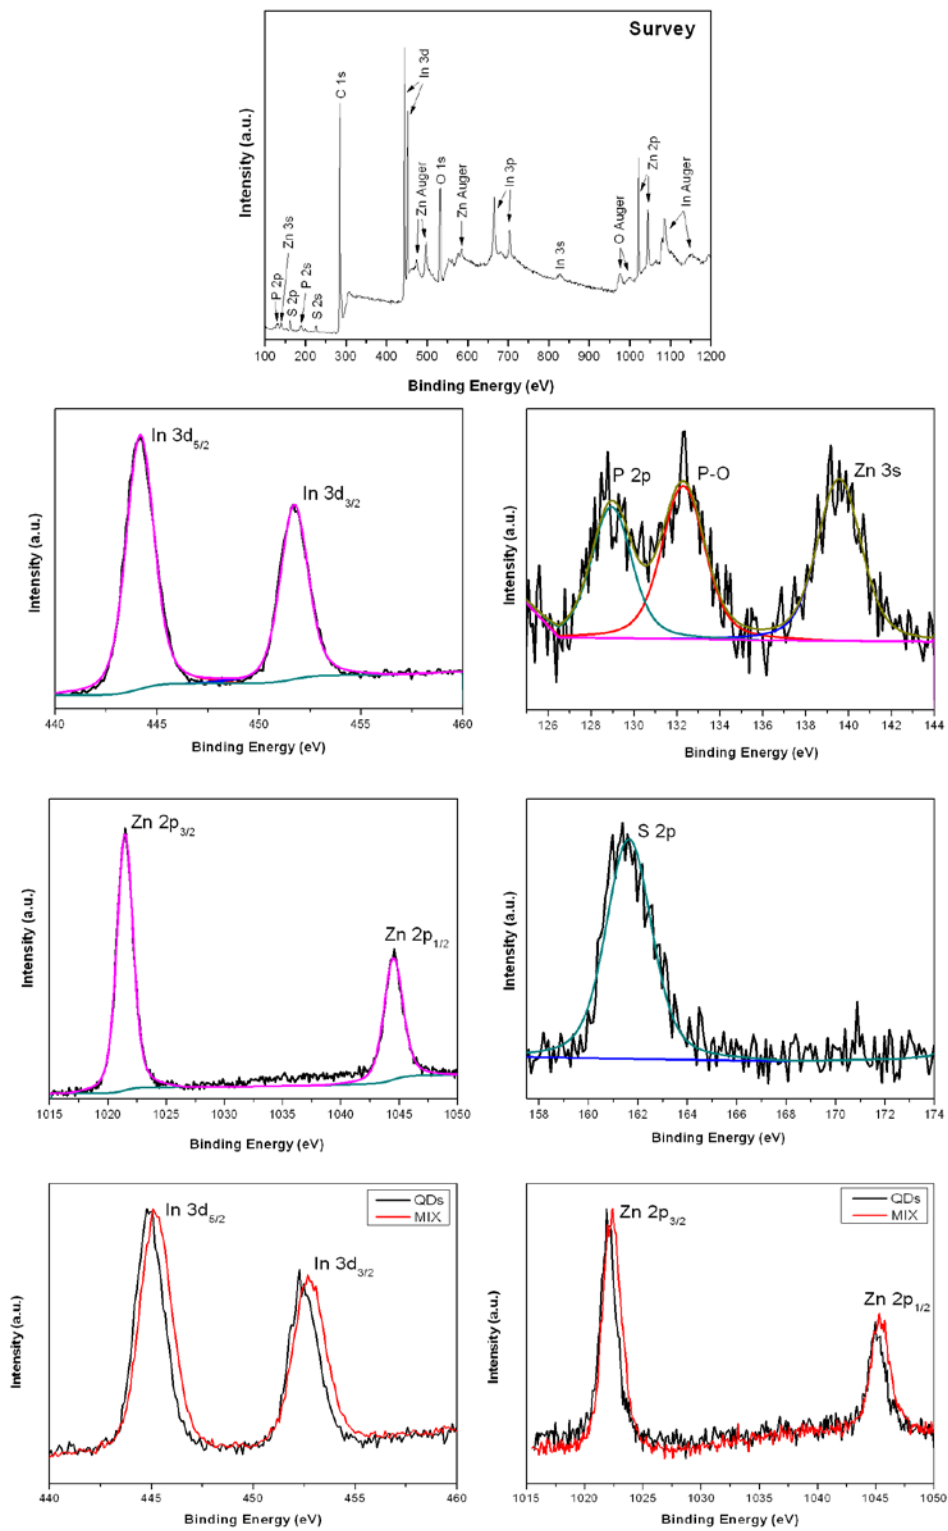 Survey
C 1s
In 3d
P 2p
Zn 3s
S 2p
P 2s
S 2s
Zn Auger
O 1s
Zn Auger
In 3p
In 3s
O Auger
Zn 2p
In Auger
Intensity (a.u.)
100 200 300 400 500 600 700 800 900 1000 1100 1200
Binding Energy (eV)
In 3d5/2
In 3d3/2
Intensity (a.u.)
440 445 450 455 460
Binding Energy (eV)
P 2p
P-O
Zn 3s
Intensity (a.u.)
126 128 130 132 134 136 138 140 142 144
Binding Energy (eV)
Zn 2p3/2
Zn 2p1/2
Intensity (a.u.)
1015 1020 1025 1030 1035 1040 1045 1050
Binding Energy (eV)
S 2p
Intensity (a.u.)
158 160 162 164 166 168 170 172 174
Binding Energy (eV)
In 3d5/2
In 3d3/2
QDs
MIX
Intensity (a.u.)
440 445 450 455 460
Binding Energy (eV)
Zn 2p3/2
Zn 2p1/2
QDs
MIX
Intensity (a.u.)
1015 1020 1025 1030 1035 1040 1045 1050
Binding Energy (eV)